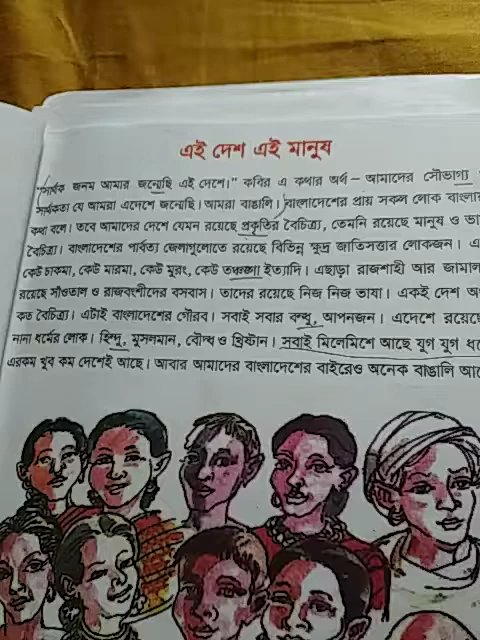 এই দেশ এই মানুষ
"সার্থক জনম আমার জন্মেছি এই দেশে।" কবির এ কথার অর্থ – আমাদের সৌভাগ্য
সার্থকতা যে আমরা এদেশে জন্মেছি। আমরা বাঙালি। বাংলাদেশের প্রায় সকল লোক বাংলায়
কথা বলে। তবে আমাদের দেশে যেমন রয়েছে প্রকৃতির বৈচিত্র্য, তেমনি রয়েছে মানুষ ও
বৈচিত্র্য। বাংলাদেশের পার্বত্য জেলাগুলোতে রয়েছে বিভিন্ন ক্ষুদ্র জাতিসত্তার লোকজন।
কেউ চাকমা, কেউ মারমা, কেউ মুরং, কেউ তঞ্চঙ্গা ইত্যাদি। এছাড়া রাজশাহী আর
রয়েছে সাঁওতাল ও রাজবংশীদের বসবাস। তাদের রয়েছে নিজ নিজ ভাষা। একই দেশ
কত বৈচিত্র্য। এটাই বাংলাদেশের গৌরব। সবাই সবার বন্ধু, আপনজন। এদেশে রয়েছে
নানা ধর্মের লোক। হিন্দু, মুসলমান, বৌদ্ধ ও খ্রিষ্টান। সবাই মিলেমিশে আছে যুগ যুগ
এরকম খুব কম দেশেই আছে। আবার আমাদের বাংলাদেশের বাইরেও অনেক বাঙালি